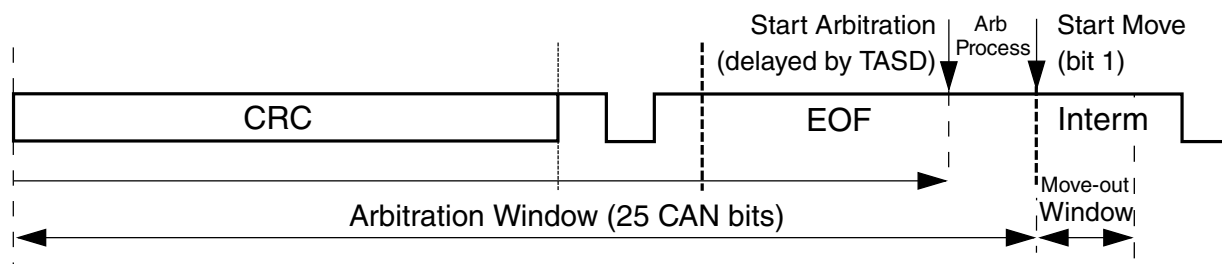 Start Arbitration
(delayed by TASD)
Arb
Process
Start Move
(bit 1)
CRC
EOF
Interm
Arbitration Window (25 CAN bits)
Move-out
Window